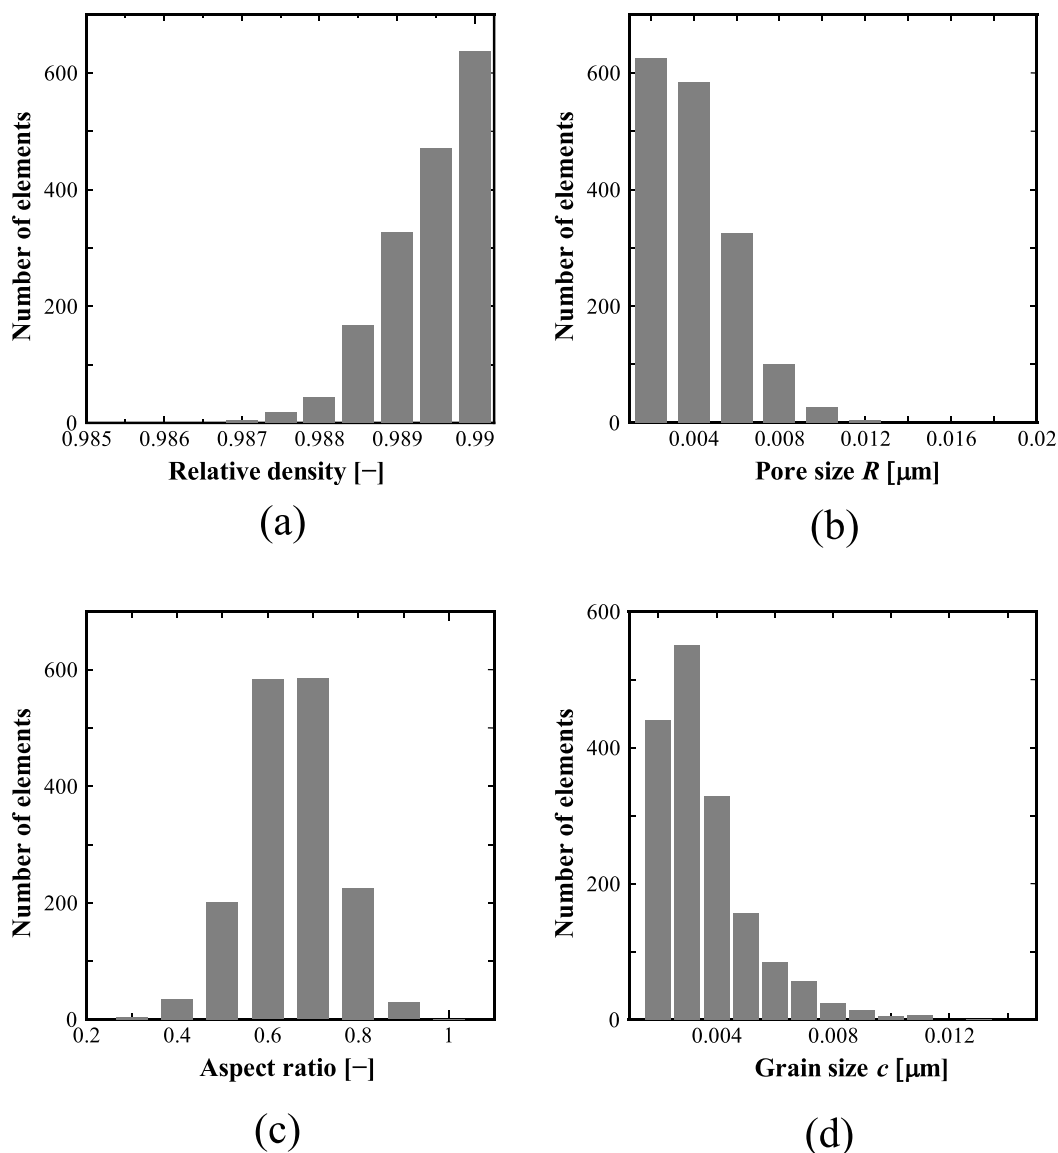 Number of elements
600
400
200
0
0.985 0.986 0.987 0.988 0.989 0.99
Relative density [−]
(a)
Number of elements
600
400
200
0
0.004 0.008 0.012 0.016 0.02
Pore size R [μm]
(b)
Number of elements
600
400
200
0
0.2 0.4 0.6 0.8 1
Aspect ratio [−]
(c)
Number of elements
600
400
200
0
0.004 0.008 0.012
Grain size c [μm]
(d)